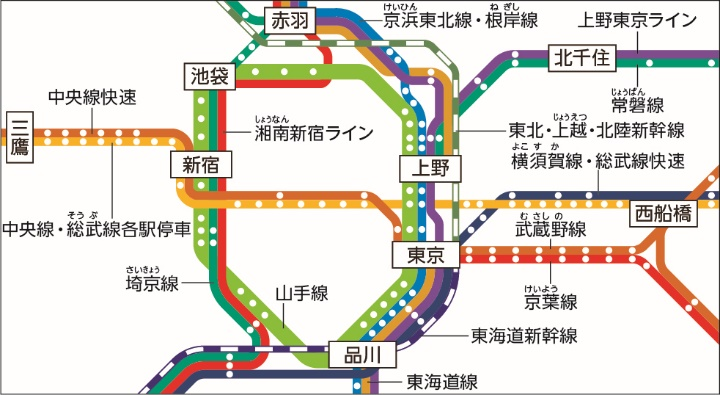 赤羽
けいひん
ねぎし
京浜東北線・根岸線
上野東京ライン
北千住
じょうばん
常磐線
池袋
中央線快速
三鷹
しょうなん
湘南新宿ライン
じょうえつ
東北・上越・北陸新幹線
よこすか
横須賀線・総武線快速
新宿
上野
そうぶ
中央線・総武線各駅停車
西船橋
むさしの
武蔵野線
東京
さいきょう
埼京線
山手線
けいよう
京葉線
東海道新幹線
品川
東海道線